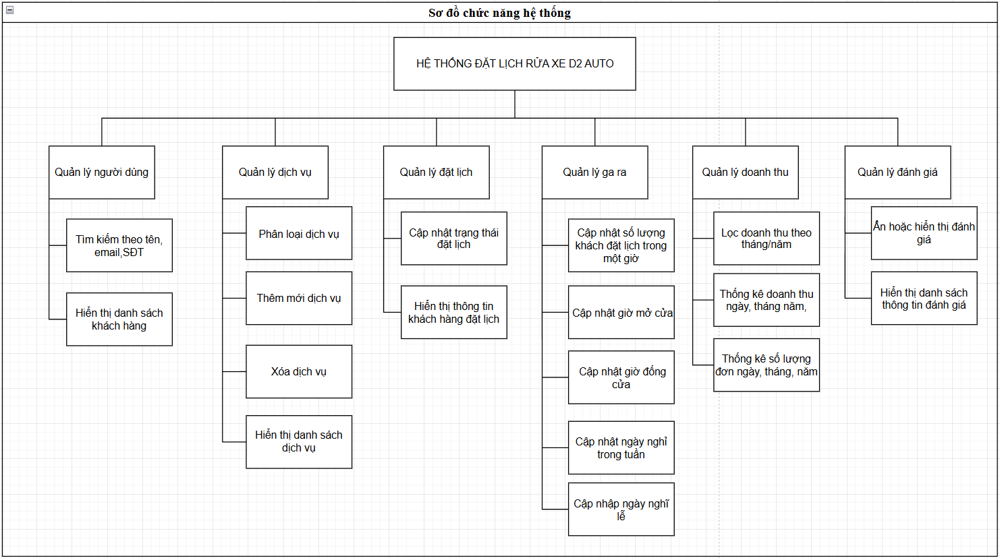 Sơ đồ chức năng hệ thống
HỆ THỐNG ĐẶT LỊCH RỬA XE D2 AUTO
Quản lý người dùng
Tìm kiếm theo tên,
email,SĐT
Hiển thị danh sách
khách hàng
Quản lý dịch vụ
Phân loại dịch vụ
Thêm mới dịch vụ
Xóa dịch vụ
Hiển thị danh sách
dịch vụ
Quản lý đặt lịch
Cập nhật trạng thái
đặt lịch
Hiển thị thông tin
khách hàng đặt lịch
Quản lý ga ra
Cập nhật số lượng
khách đặt lịch trong
một giờ
Cập nhật giờ mở cửa
Cập nhật giờ đống
cửa
Cập nhật ngày nghỉ
trong tuần
Cập nhập ngày nghĩ
lễ
Quản lý doanh thu
Lọc doanh thu theo
tháng/năm
Thống kê doanh thu
ngày, tháng năm,
Thống kê số lượng
đơn ngày, tháng, năm
Quản lý đánh giá
Ẩn hoặc hiển thị đánh
giá
Hiển thị danh sách
thông tin đánh giá